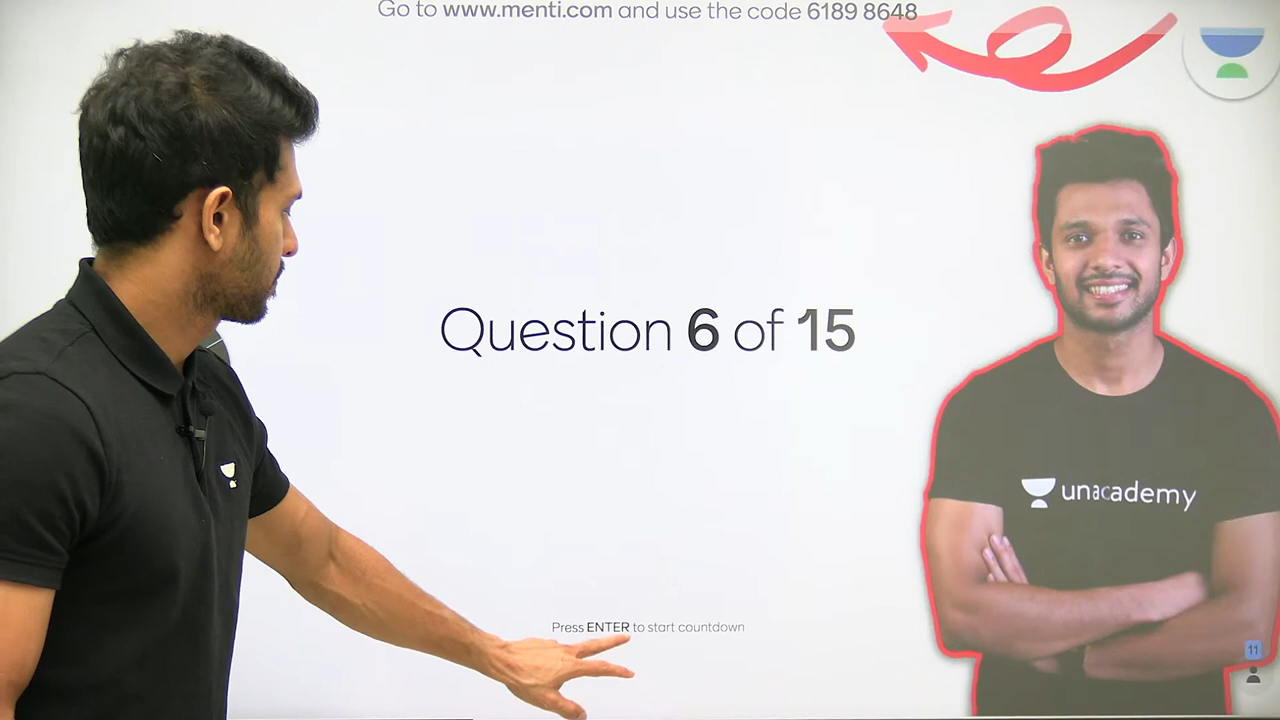 Go to www.menti.com and use the code 6189 8648
Question 6 of 15
unacademy
Press ENTER to start countdown
11